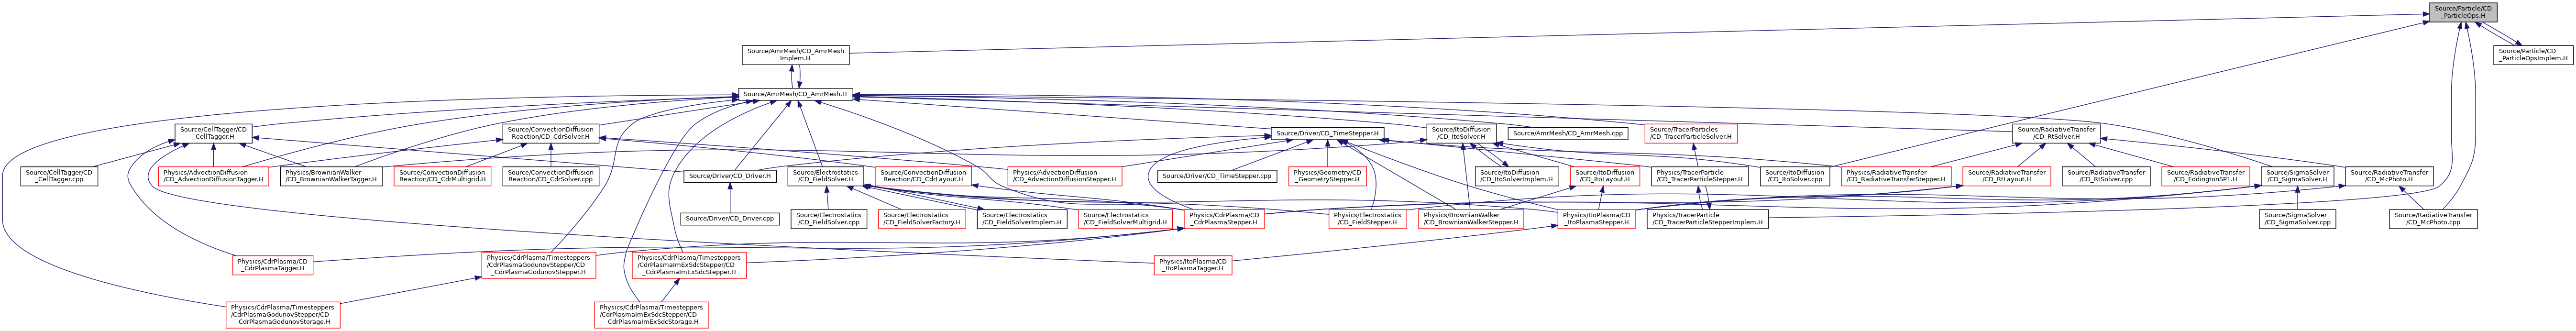 Source/Particle/CD
_ParticleOps.H
Source/AmrMesh/CD_AmrMesh
Implem.H
Source/Particle/CD
_ParticleOpsImplem.H
Source/AmrMesh/CD_AmrMesh.H
Source/CellTagger/CD
_CellTagger.H
Source/ConvectionDiffusion
Reaction/CD_CdrSolver.H
Source/Driver/CD_TimeStepper.H
Source/ItoDiffusion
/CD_ItoSolver.H
Source/AmrMesh/CD_AmrMesh.cpp
Source/TracerParticles
/CD_TracerParticleSolver.H
Source/RadiativeTransfer
/CD_RtSolver.H
Source/CellTagger/CD
_CellTagger.cpp
Physics/AdvectionDiffusion
/CD_AdvectionDiffusionTagger.H
Physics/BrownianWalker
/CD_BrownianWalkerTagger.H
Source/ConvectionDiffusion
Reaction/CD_CdrMultigrid.H
Source/ConvectionDiffusion
Reaction/CD_CdrSolver.cpp
Source/Driver/CD_Driver.H
Source/Electrostatics
/CD_FieldSolver.H
Source/ConvectionDiffusion
Reaction/CD_CdrLayout.H
Physics/AdvectionDiffusion
/CD_AdvectionDiffusionStepper.H
Source/Driver/CD_TimeStepper.cpp
Physics/Geometry/CD
_GeometryStepper.H
Source/ItoDiffusion
/CD_ItoSolverImplem.H
Source/ItoDiffusion
/CD_ItoLayout.H
Physics/TracerParticle
/CD_TracerParticleStepper.H
Source/ItoDiffusion
/CD_ItoSolver.cpp
Physics/RadiativeTransfer
/CD_RadiativeTransferStepper.H
Source/RadiativeTransfer
/CD_RtLayout.H
Source/RadiativeTransfer
/CD_RtSolver.cpp
Source/RadiativeTransfer
/CD_EddingtonSP1.H
Source/SigmaSolver
/CD_SigmaSolver.H
Source/RadiativeTransfer
/CD_McPhoto.H
Source/Driver/CD_Driver.cpp
Source/Electrostatics
/CD_FieldSolver.cpp
Source/Electrostatics
/CD_FieldSolverFactory.H
Source/Electrostatics
/CD_FieldSolverImplem.H
Source/Electrostatics
/CD_FieldSolverMultigrid.H
Physics/CdrPlasma/CD
_CdrPlasmaStepper.H
Physics/Electrostatics
/CD_FieldStepper.H
Physics/BrownianWalker
/CD_BrownianWalkerStepper.H
Physics/ItoPlasma/CD
_ItoPlasmaStepper.H
Physics/TracerParticle
/CD_TracerParticleStepperImplem.H
Source/SigmaSolver
/CD_SigmaSolver.cpp
Source/RadiativeTransfer
/CD_McPhoto.cpp
Physics/CdrPlasma/CD
_CdrPlasmaTagger.H
Physics/CdrPlasma/Timesteppers
/CdrPlasmaGodunovStepper/CD
_CdrPlasmaGodunovStepper.H
Physics/CdrPlasma/Timesteppers
/CdrPlasmaImExSdcStepper/CD
_CdrPlasmaImExSdcStepper.H
Physics/ItoPlasma/CD
_ItoPlasmaTagger.H
Physics/CdrPlasma/Timesteppers
/CdrPlasmaGodunovStepper/CD
_CdrPlasmaGodunovStorage.H
Physics/CdrPlasma/Timesteppers
/CdrPlasmaImExSdcStepper/CD
_CdrPlasmaImExSdcStorage.H